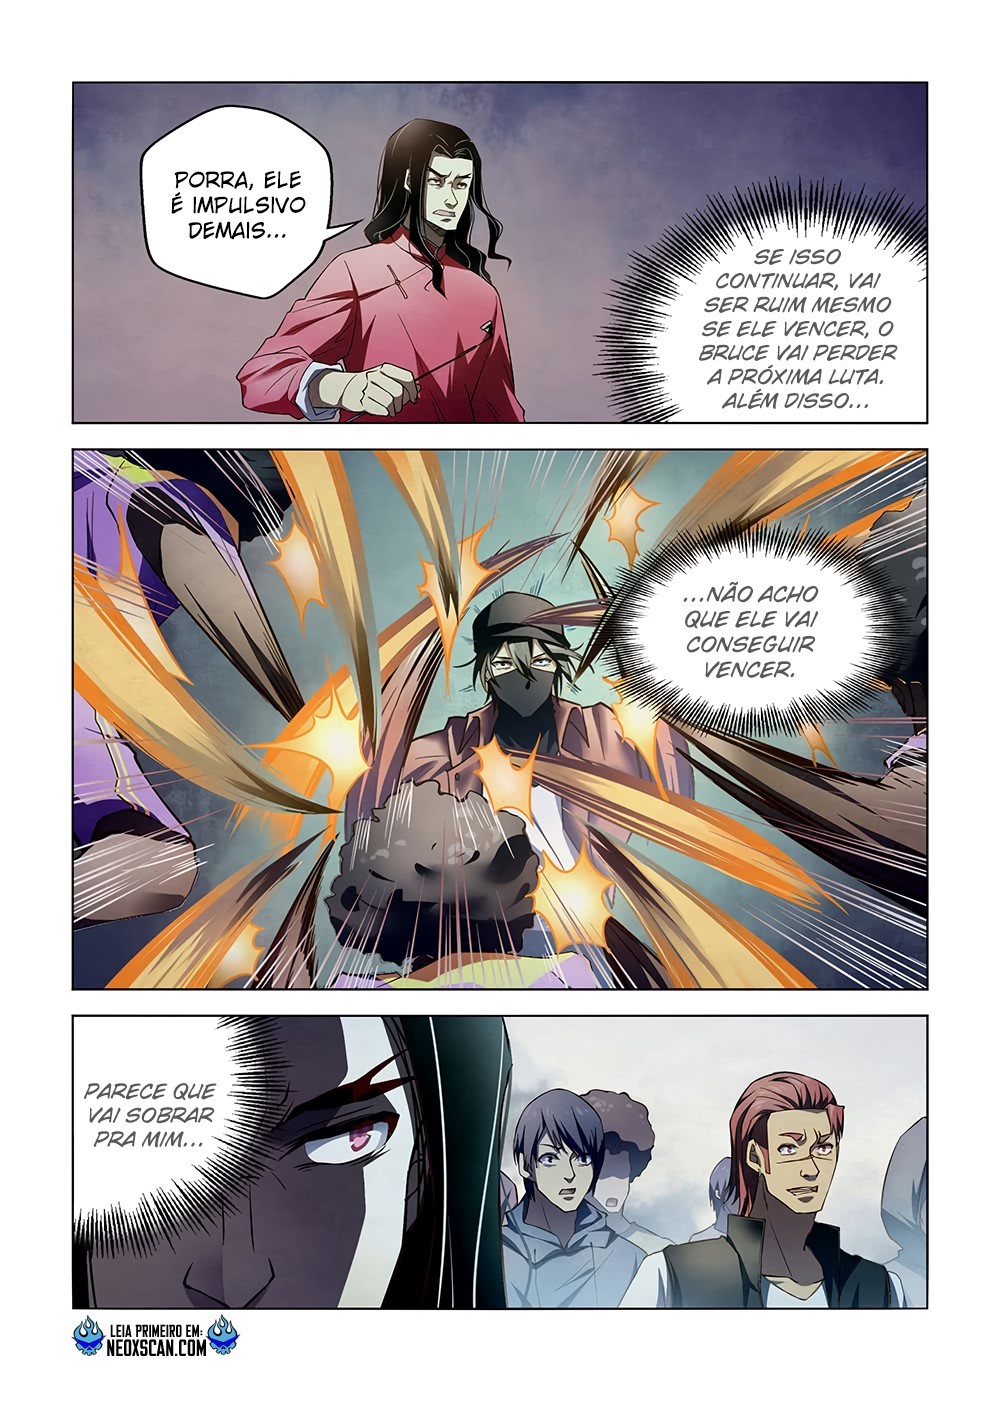 PORRA, ELE
É IMPULSIVO
DEMAIS...
SE ISSO
CONTINUAR, VAI
SER RUIM MESMO
SE ELE VENCER, O
BRUCE VAI PERDER
A PRÓXIMA LUTA.
ALÉM DISSO...
...NÃO ACHO
QUE ELE VAI
CONSEGUIR
VENCER.
PARECE QUE
VAI SOBRAR
PRA MIM...
LEIA PRIMEIRO EM:
NEOXSCAN.COM